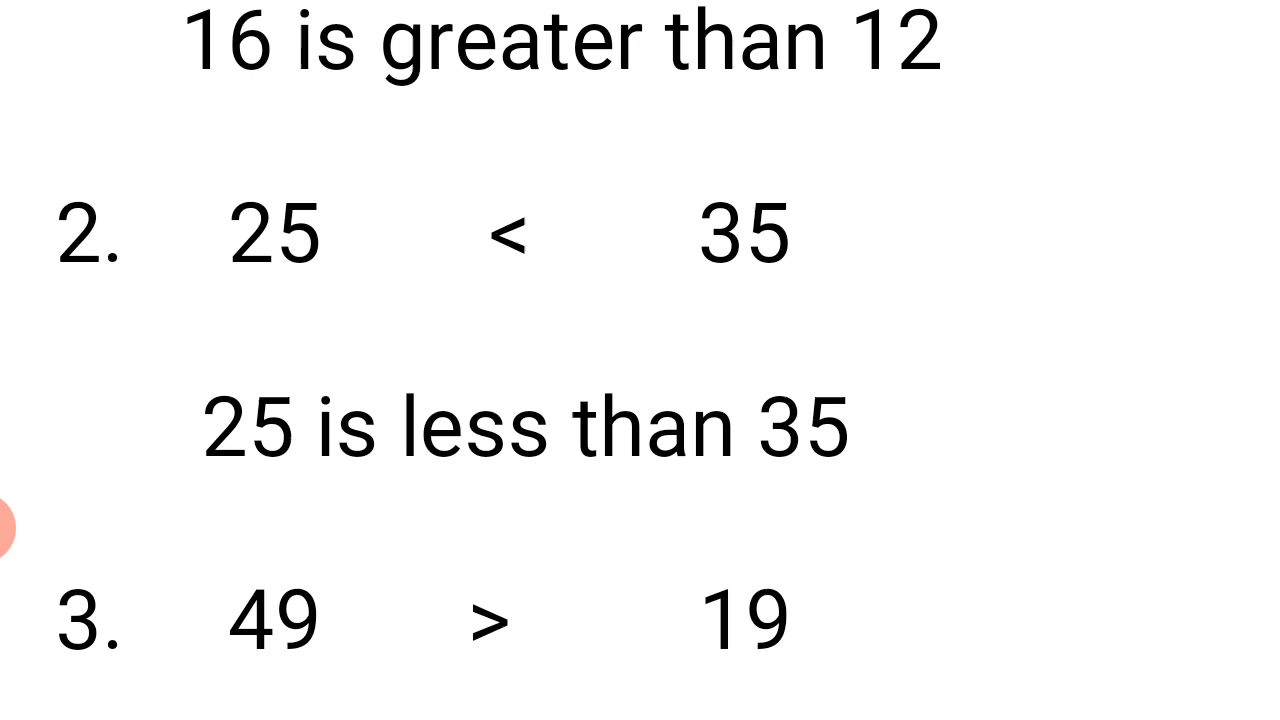 16 is greater than 12
2. 25 < 35
25 is less than 35
3. 49 > 19